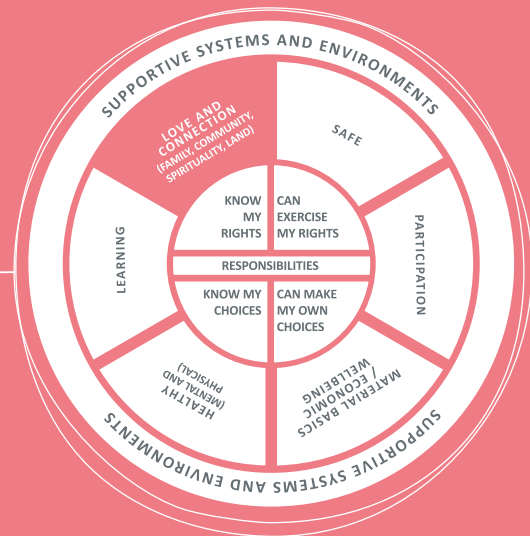 SUPPORTIVE SYSTEMS AND ENVIRONMENTS
LOVE AND
CONNECTION
(FAMILY, COMMUNITY,
SPIRITUALITY, LAND)
SAFE
PARTICIPATION
MATERIAL BASICS
/ ECONOMIC
WELLBEING
HEALTHY
(MENTAL AND
PHYSICAL)
LEARNING
KNOW
MY
RIGHTS
CAN
EXERCISE
MY RIGHTS
RESPONSIBILITIES
KNOW MY
CHOICES
CAN MAKE
MY OWN
CHOICES
SUPPORTIVE SYSTEMS AND ENVIRONMENTS